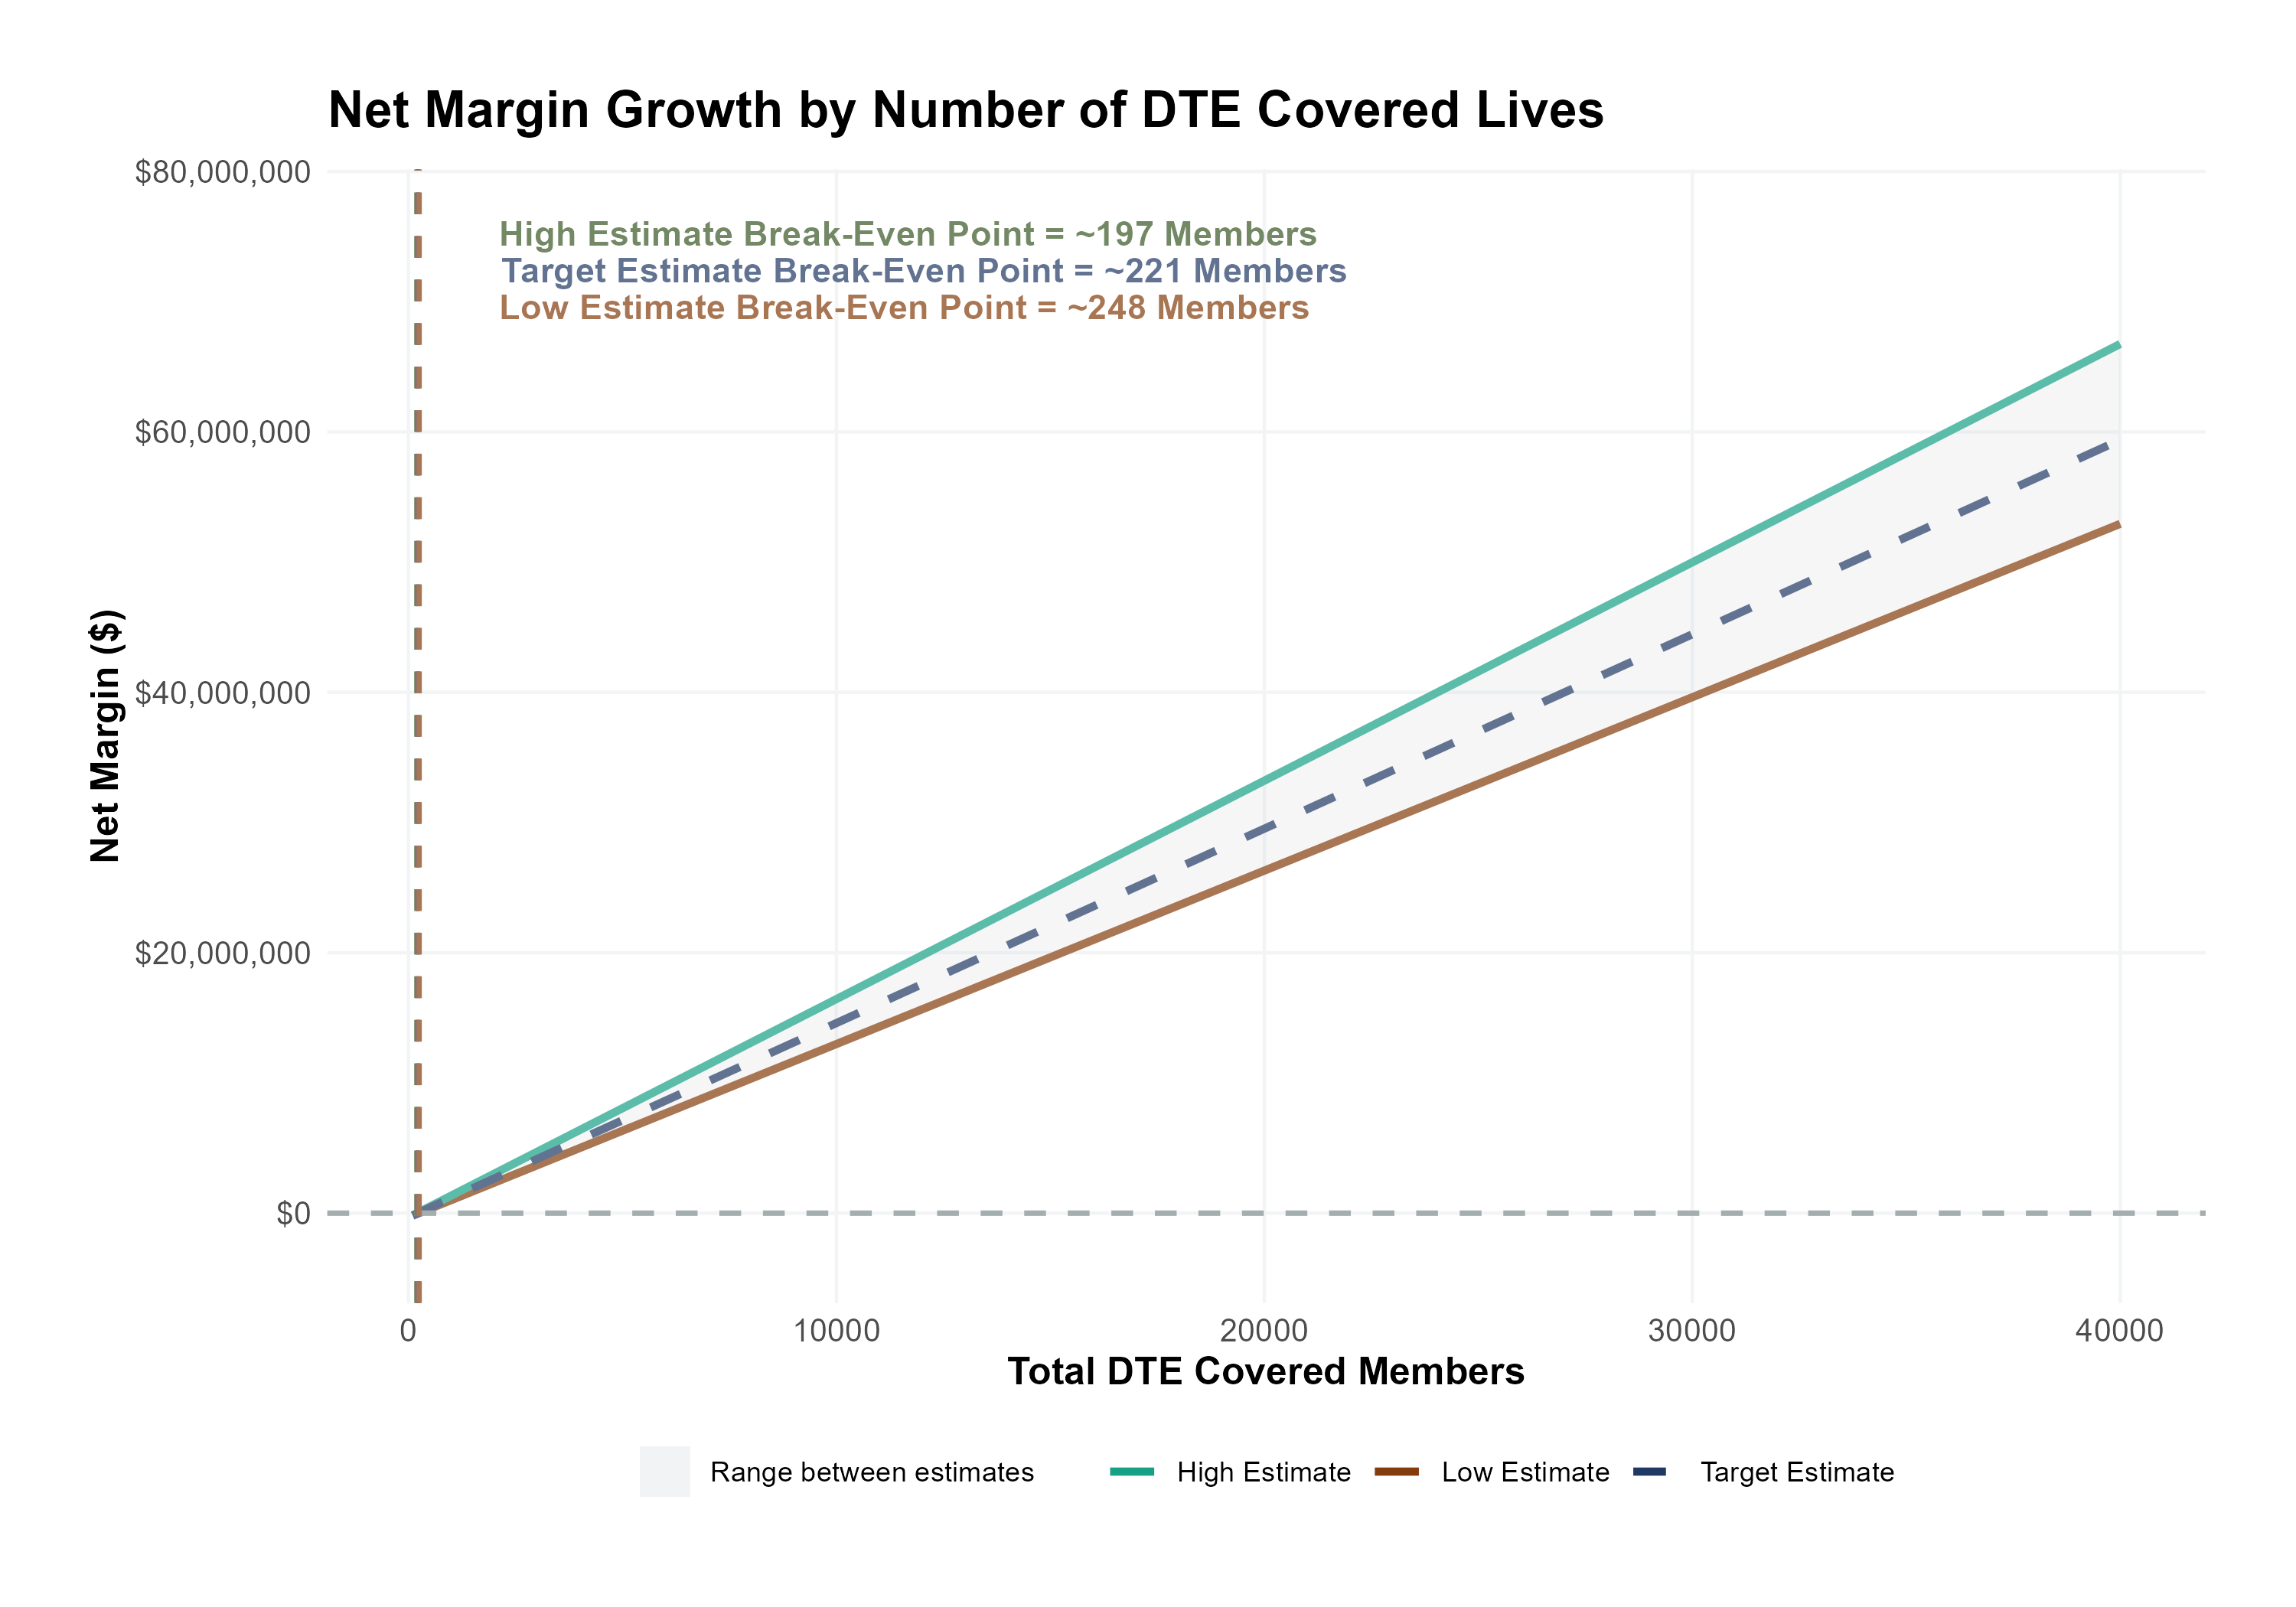 Net Margin Growth by Number of DTE Covered Lives
$80,000,000
High Estimate Break-Even Point = ~197 Members
Target Estimate Break-Even Point = ~221 Members
Low Estimate Break-Even Point = ~248 Members
$60,000,000
Net Margin ($)
$40,000,000
$20,000,000
$0
0 10000 20000 30000 40000
Total DTE Covered Members
Range between estimates High Estimate Low Estimate Target Estimate